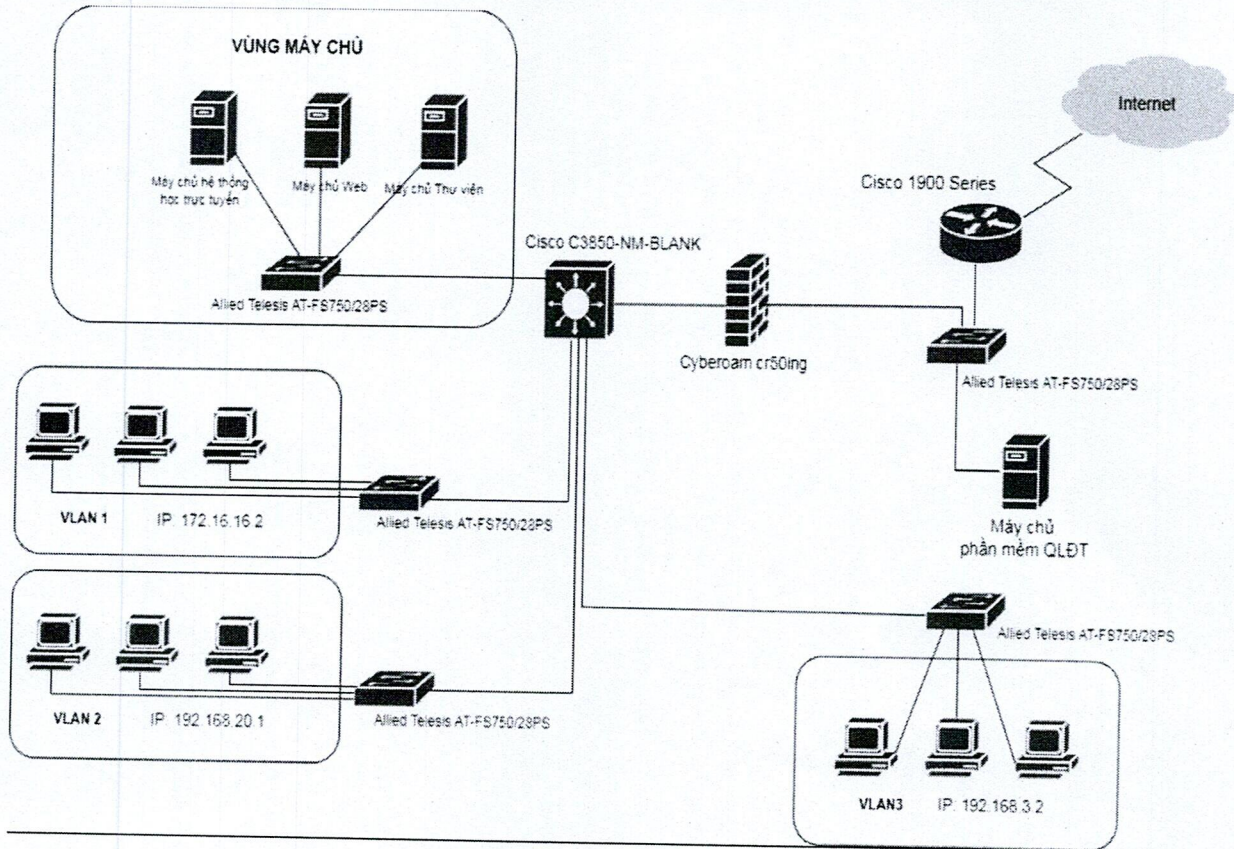 VÙNG MÁY CHỦ
Máy chủ hệ thống
học trực tuyến
Máy chủ Web
Máy chủ Thư viện
Allied Telesis AT-FS750/28PS
Cisco C3850-NM-BLANK
Cyberoam cr50ing
Internet
Cisco 1900 Series
Allied Telesis AT-FS750/28PS
Máy chủ
phần mềm QLĐT
VLAN 1 IP: 172.16.16.2
Allied Telesis AT-FS750/28PS
VLAN 2 IP: 192.168.20.1
Allied Telesis AT-FS750/28PS
Allied Telesis AT-FS750/28PS
VLAN3 IP: 192.168.3.2